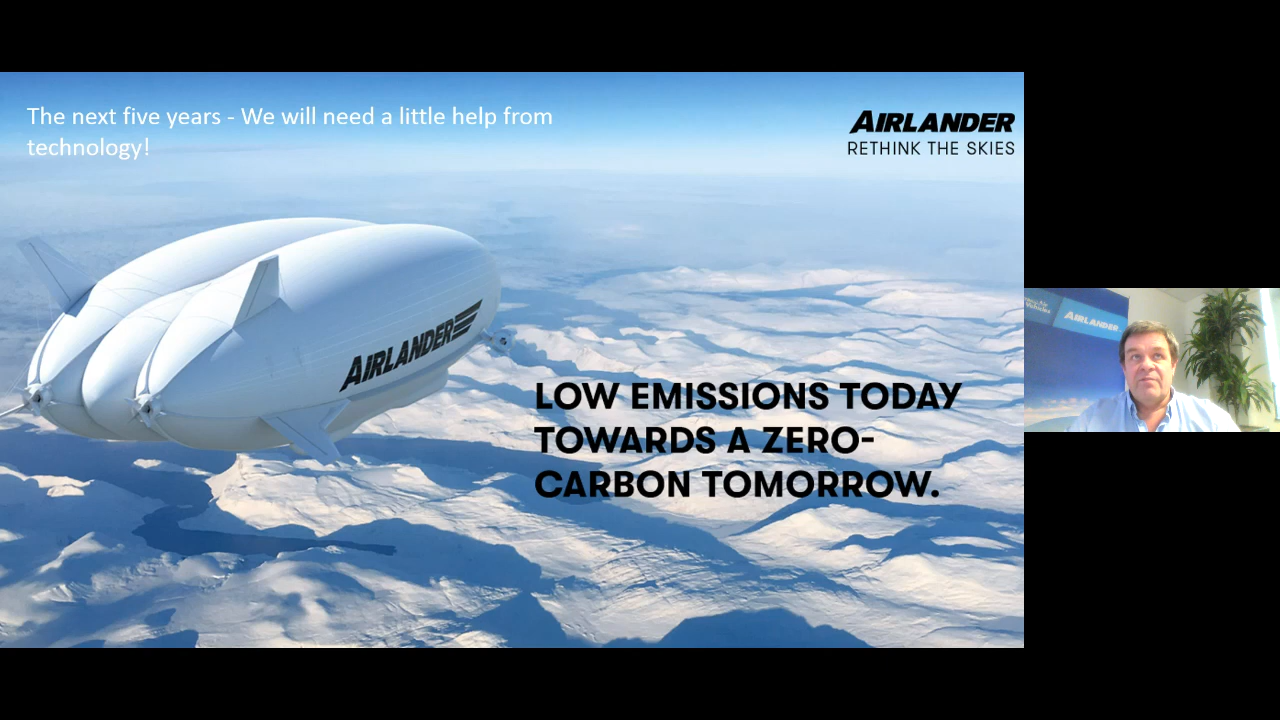 The next five years - We will need a little help from
technology!
AIRLANDER
RETHINK THE SKIES
AIRLANDER
LOW EMISSIONS TODAY
TOWARDS A ZERO-
CARBON TOMORROW.
Vehicles
AIRLANDER